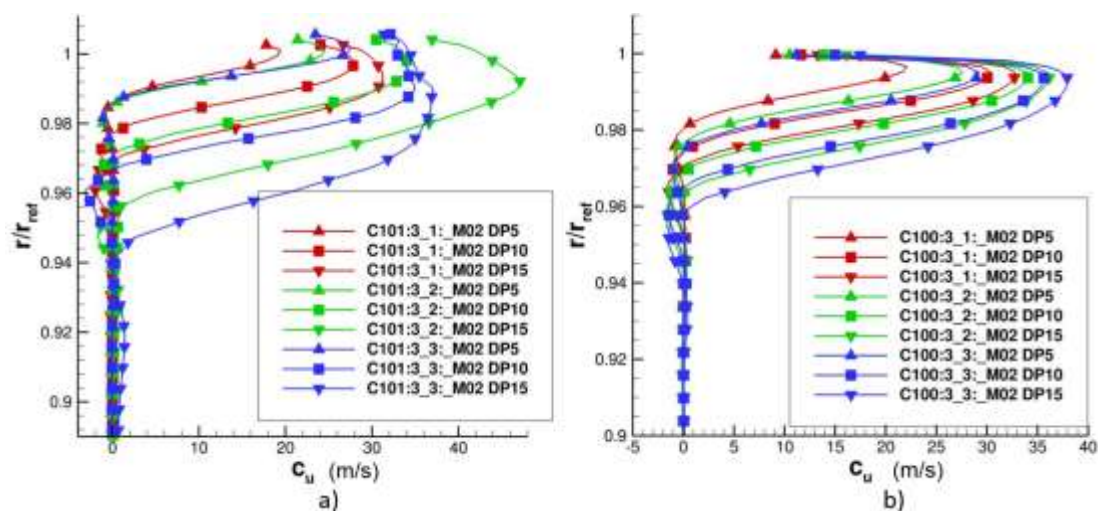 1
0.98
0.96
0.94
0.92
0.9
r/rref
C101:3_1:_M02 DP5
C101:3_1:_M02 DP10
C101:3_1:_M02 DP15
C101:3_2:_M02 DP5
C101:3_2:_M02 DP10
C101:3_2:_M02 DP15
C101:3_3:_M02 DP5
C101:3_3:_M02 DP10
C101:3_3:_M02 DP15
0 10 20 30 40
cu (m/s)
a)
1
0.98
0.96
0.94
0.92
0.9
r/rref
C100:3_1:_M02 DP5
C100:3_1:_M02 DP10
C100:3_1:_M02 DP15
C100:3_2:_M02 DP5
C100:3_2:_M02 DP10
C100:3_2:_M02 DP15
C100:3_3:_M02 DP5
C100:3_3:_M02 DP10
C100:3_3:_M02 DP15
-5 0 5 10 15 20 25 30 35 40
cu (m/s)
b)